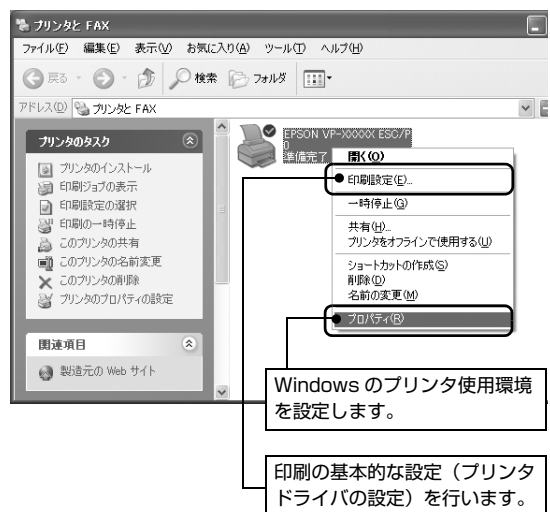 プリンタと FAX
ファイル(F) 編集(E) 表示(V) お気に入り(A) ツール(T) ヘルプ(H)
戻る 検索 フォルダ
アドレス(D) プリンタと FAX
プリンタのタスク
プリンタのインストール
印刷ジョブの表示
印刷設定の選択
印刷の一時停止
このプリンタの共有
このプリンタの名前変更
このプリンタの削除
プリンタのプロパティの設定
関連項目
製造元の Web サイト
EPSON VP-XXXXX ESC/P
0
準備完了
開く(O)
印刷設定(E)...
一時停止(G)
共有(H)...
プリンタをオフラインで使用する(U)
ショートカットの作成(S)
削除(D)
名前の変更(M)
プロパティ(R)
Windows のプリンタ使用環境
を設定します。
印刷の基本的な設定（プリンタ
ドライバの設定）を行います。